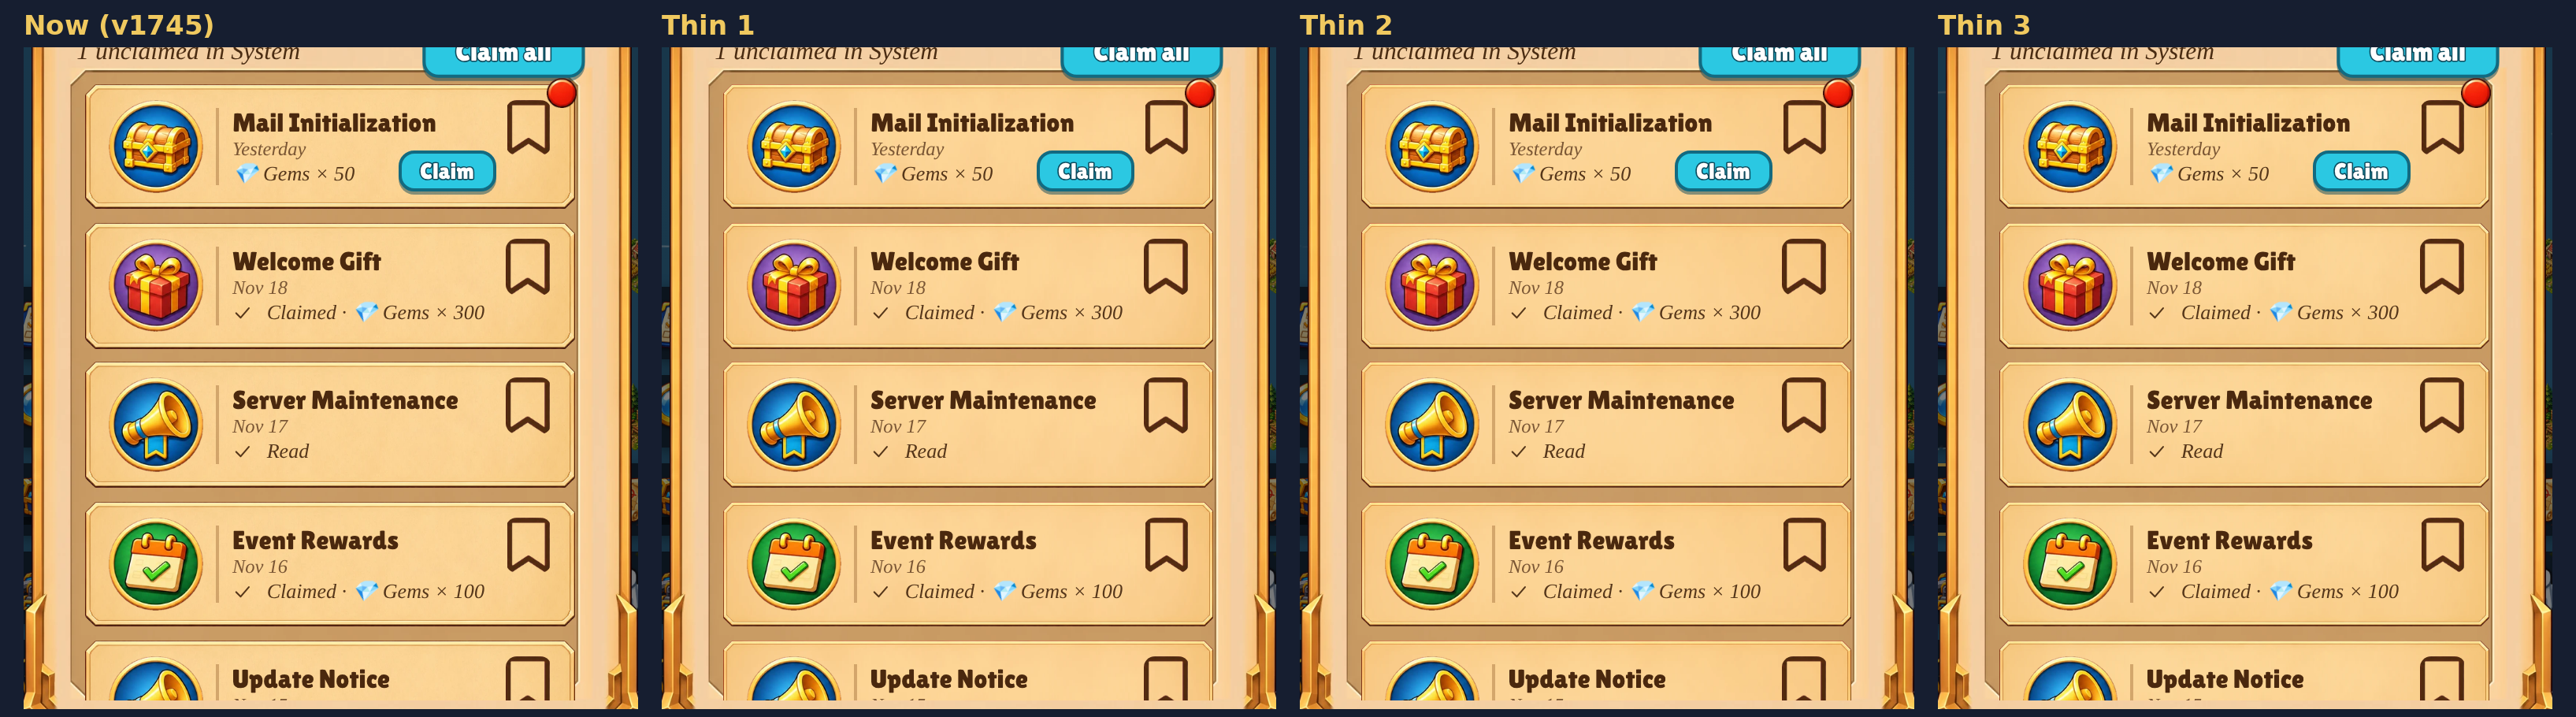 Now (v1745)
1 unclaimed in System
Claim all
Mail Initialization
Yesterday
Gems × 50
Claim
Welcome Gift
Nov 18
✓ Claimed · Gems × 300
Server Maintenance
Nov 17
✓ Read
Event Rewards
Nov 16
✓ Claimed · Gems × 100
Update Notice
Thin 1
1 unclaimed in System
Claim all
Mail Initialization
Yesterday
Gems × 50
Claim
Welcome Gift
Nov 18
✓ Claimed · Gems × 300
Server Maintenance
Nov 17
✓ Read
Event Rewards
Nov 16
✓ Claimed · Gems × 100
Update Notice
Thin 2
1 unclaimed in System
Claim all
Mail Initialization
Yesterday
Gems × 50
Claim
Welcome Gift
Nov 18
✓ Claimed · Gems × 300
Server Maintenance
Nov 17
✓ Read
Event Rewards
Nov 16
✓ Claimed · Gems × 100
Update Notice
Thin 3
1 unclaimed in System
Claim all
Mail Initialization
Yesterday
Gems × 50
Claim
Welcome Gift
Nov 18
✓ Claimed · Gems × 300
Server Maintenance
Nov 17
✓ Read
Event Rewards
Nov 16
✓ Claimed · Gems × 100
Update Notice